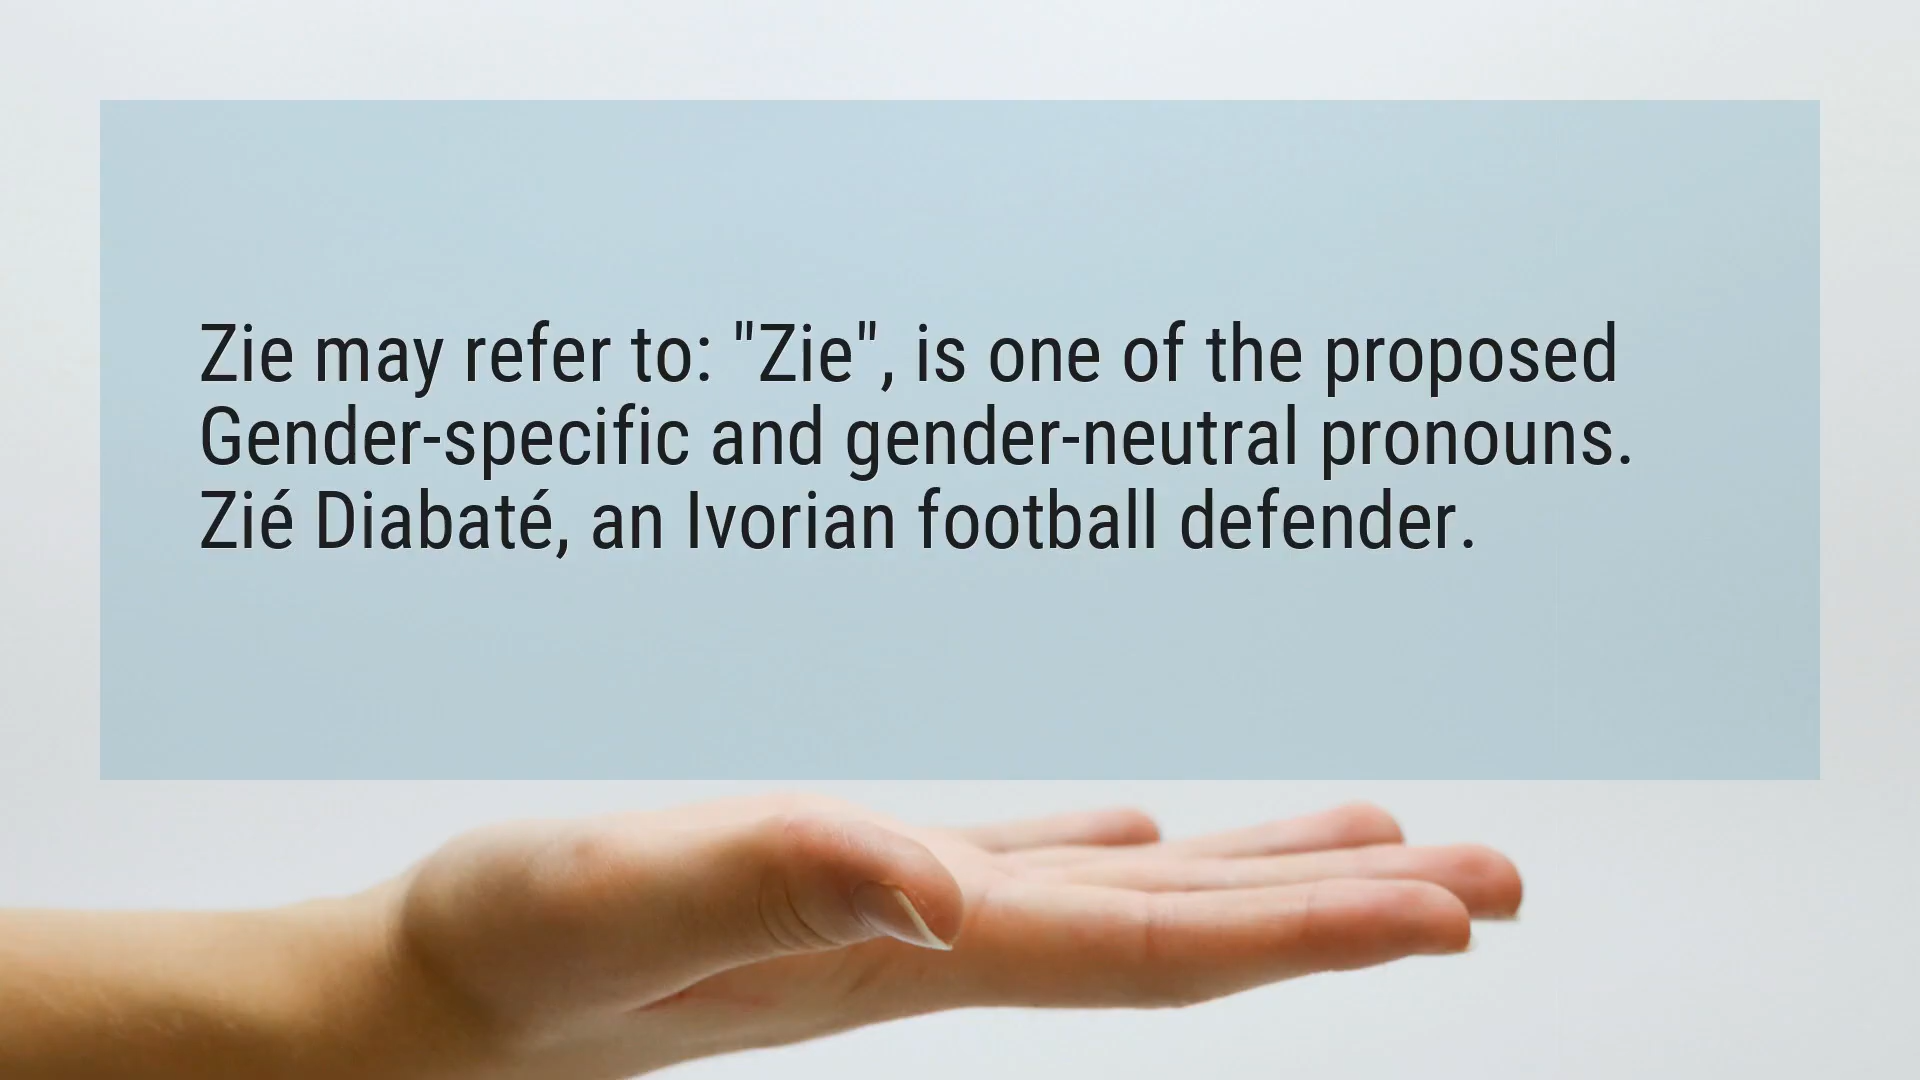 Zie may refer to: "Zie", is one of the proposed
Gender-specific and gender-neutral pronouns.
Zié Diabaté, an Ivorian football defender.